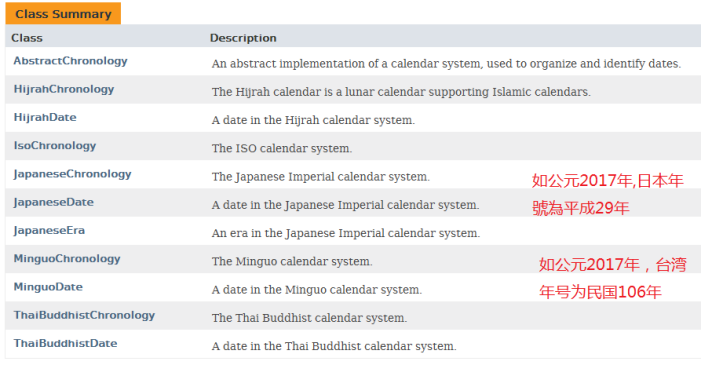 Class Summary
Class Description
AbstractChronology An abstract implementation of a calendar system, used to organize and identify dates.
HijrahChronology The Hijrah calendar is a lunar calendar supporting Islamic calendars.
HijrahDate A date in the Hijrah calendar system.
IsoChronology The ISO calendar system.
JapaneseChronology The Japanese Imperial calendar system. 如公元2017年,日本年
JapaneseDate A date in the Japanese Imperial calendar system. 號為平成29年
JapaneseEra An era in the Japanese Imperial calendar system.
MinguoChronology The Minguo calendar system. 如公元2017年，台湾
MinguoDate A date in the Minguo calendar system. 年号为民国106年
ThaiBuddhistChronology The Thai Buddhist calendar system.
ThaiBuddhistDate A date in the Thai Buddhist calendar system.